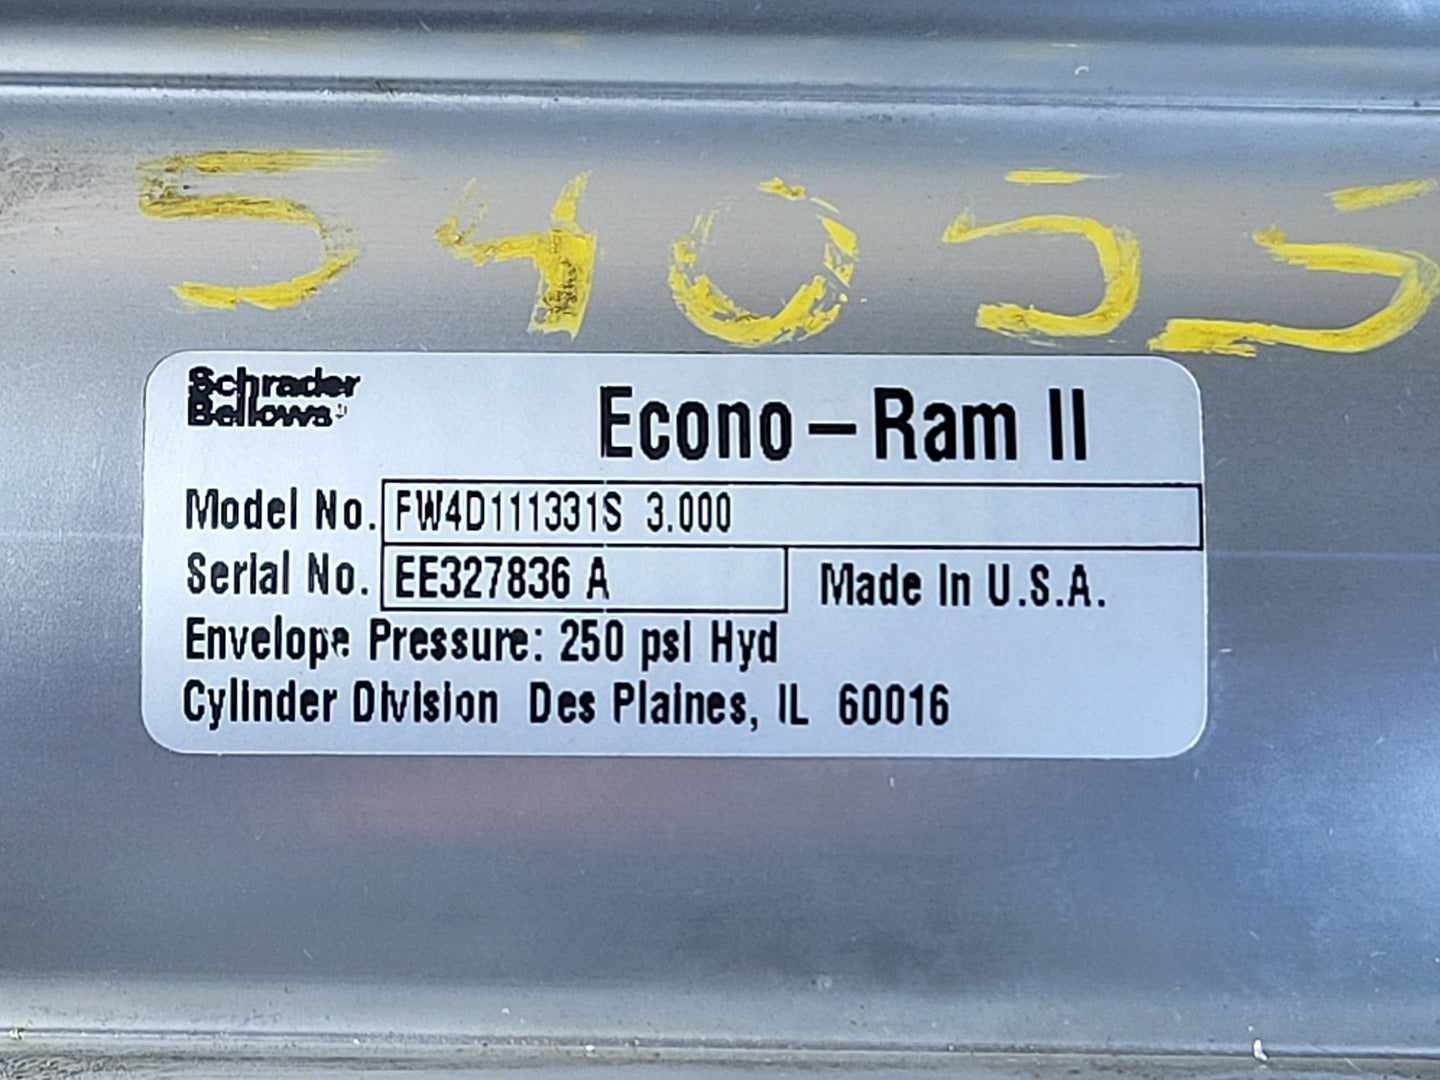 54055
Schrader
Bellows
Econo-Ram II
Model No. FW4D111331S 3.000
Serial No. EE327836 A Made In U.S.A.
Envelope Pressure: 250 psi Hyd
Cylinder Division Des Plaines, IL 60016